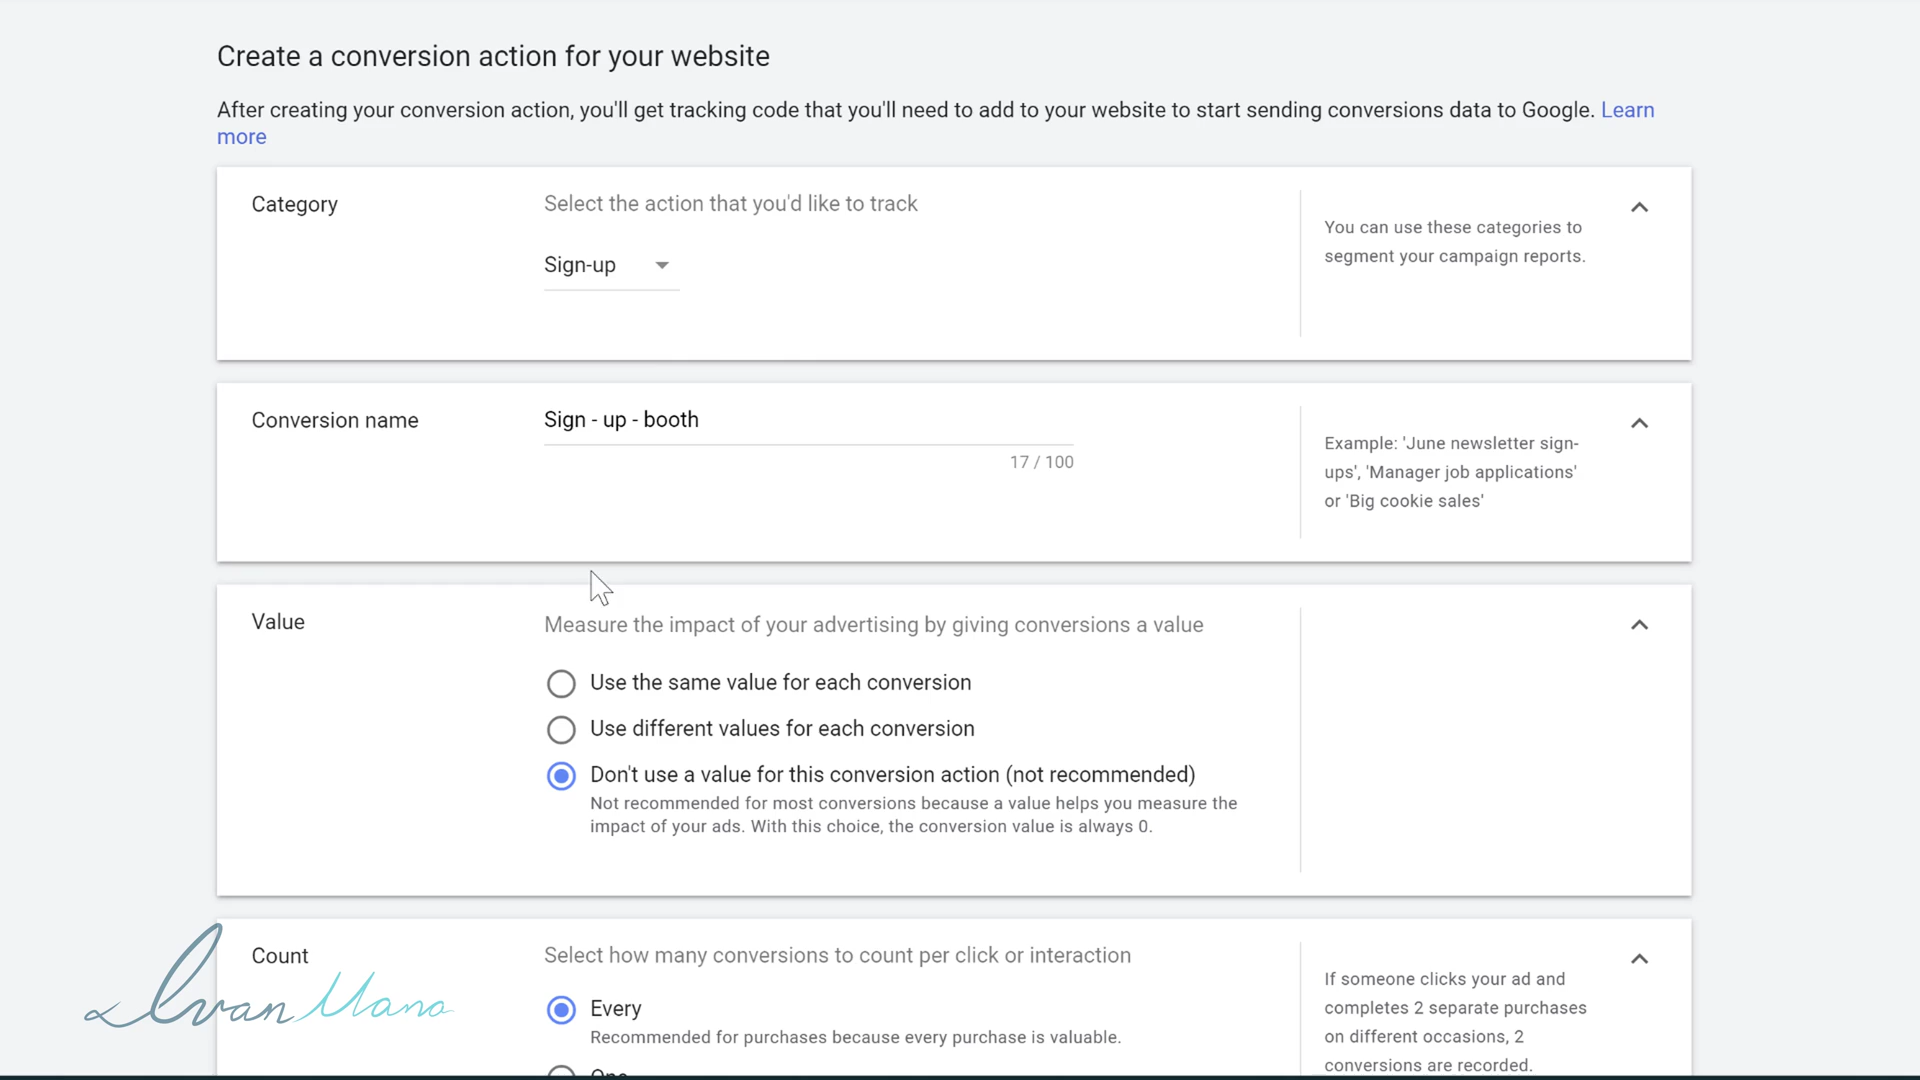 Create a conversion action for your website
After creating your conversion action, you'll get tracking code that you'll need to add to your website to start sending conversions data to Google. Learn
more
Category
Select the action that you'd like to track
Sign-up
You can use these categories to
segment your campaign reports.
Conversion name
Sign - up - booth
17 / 100
Example: 'June newsletter sign-
ups', 'Manager job applications'
or 'Big cookie sales'
Value
Measure the impact of your advertising by giving conversions a value
Use the same value for each conversion
Use different values for each conversion
Don't use a value for this conversion action (not recommended)
Not recommended for most conversions because a value helps you measure the
impact of your ads. With this choice, the conversion value is always 0.
Count
Select how many conversions to count per click or interaction
Every
Recommended for purchases because every purchase is valuable.
One
If someone clicks your ad and
completes 2 separate purchases
on different occasions, 2
conversions are recorded.
Ivan Mana